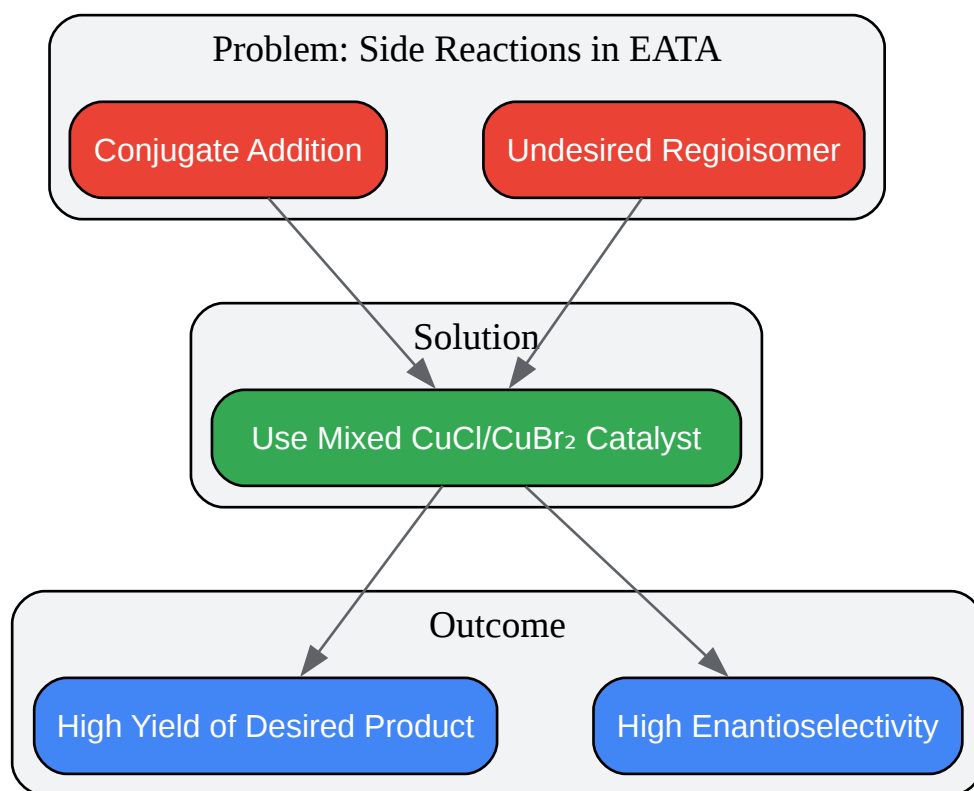 Problem: Side Reactions in EATA
Conjugate Addition
Undesired Regioisomer
Solution
Use Mixed CuCl/CuBr₂ Catalyst
Outcome
High Yield of Desired Product
High Enantioselectivity